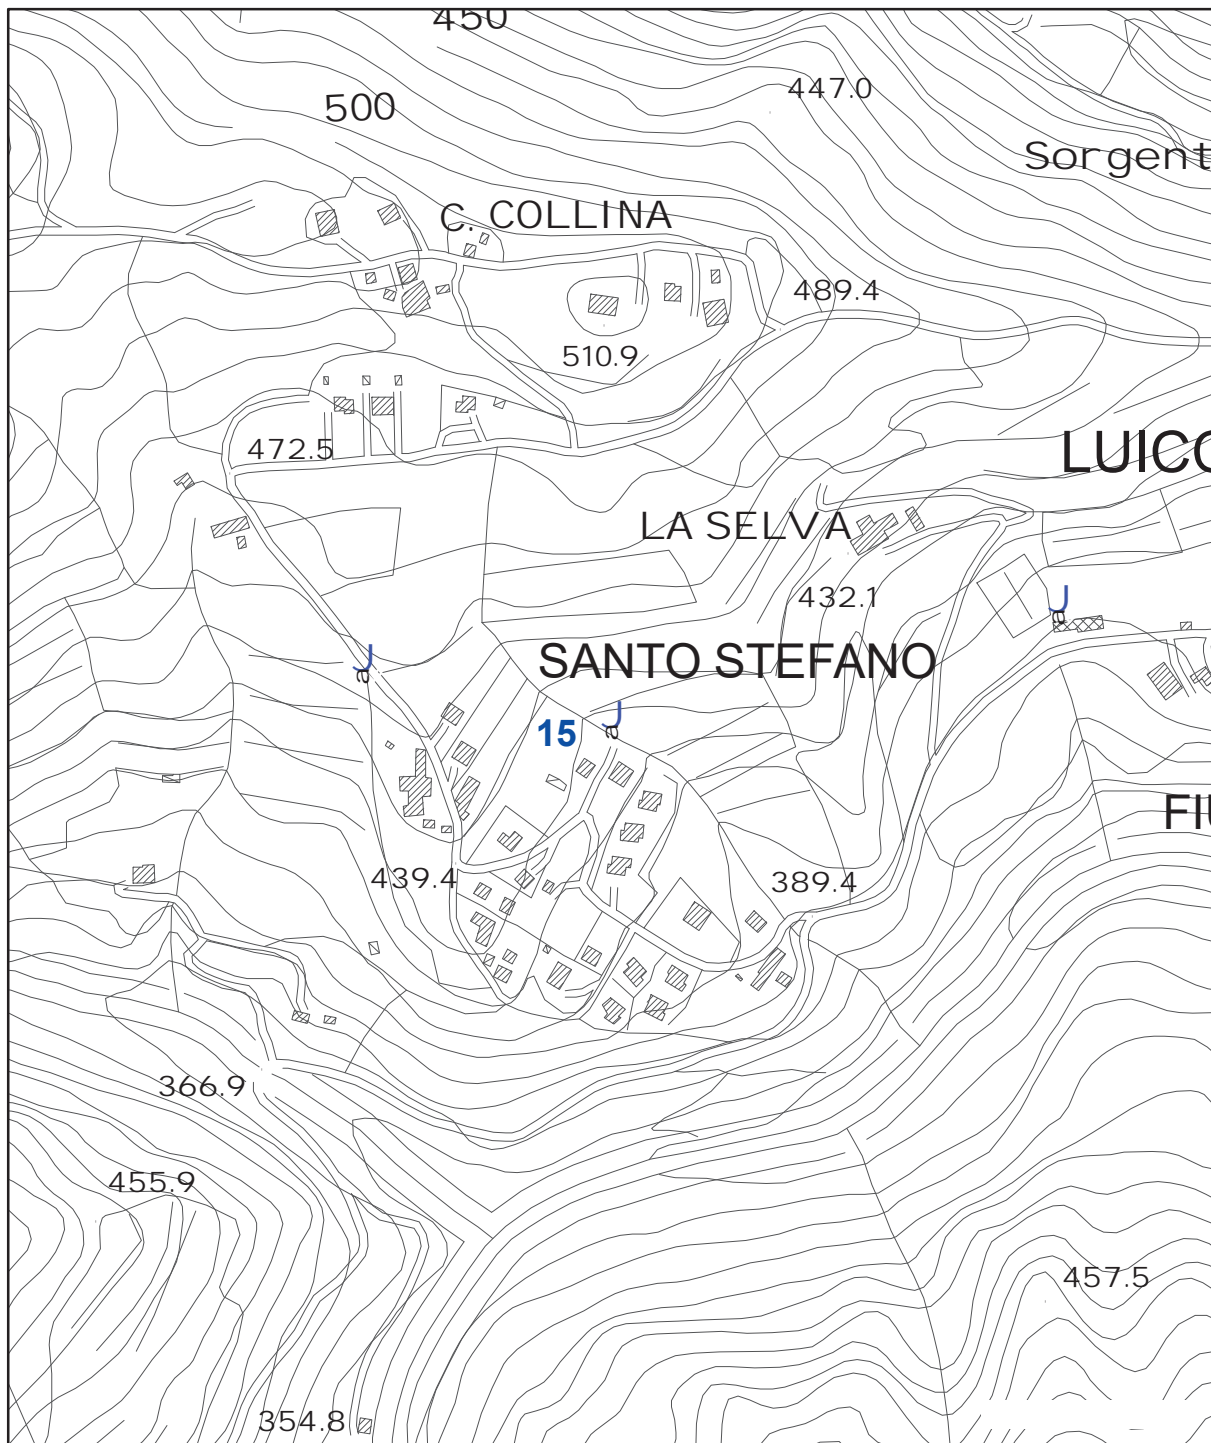 450
500
447.0
Sorgent
C. COLLINA
489.4
510.9
472.5
LUICO
LA SELVA
432.1
J
a
SANTO STEFANO
J
a
15
J
a
FIU
439.4
389.4
366.9
455.9
457.5
354.8